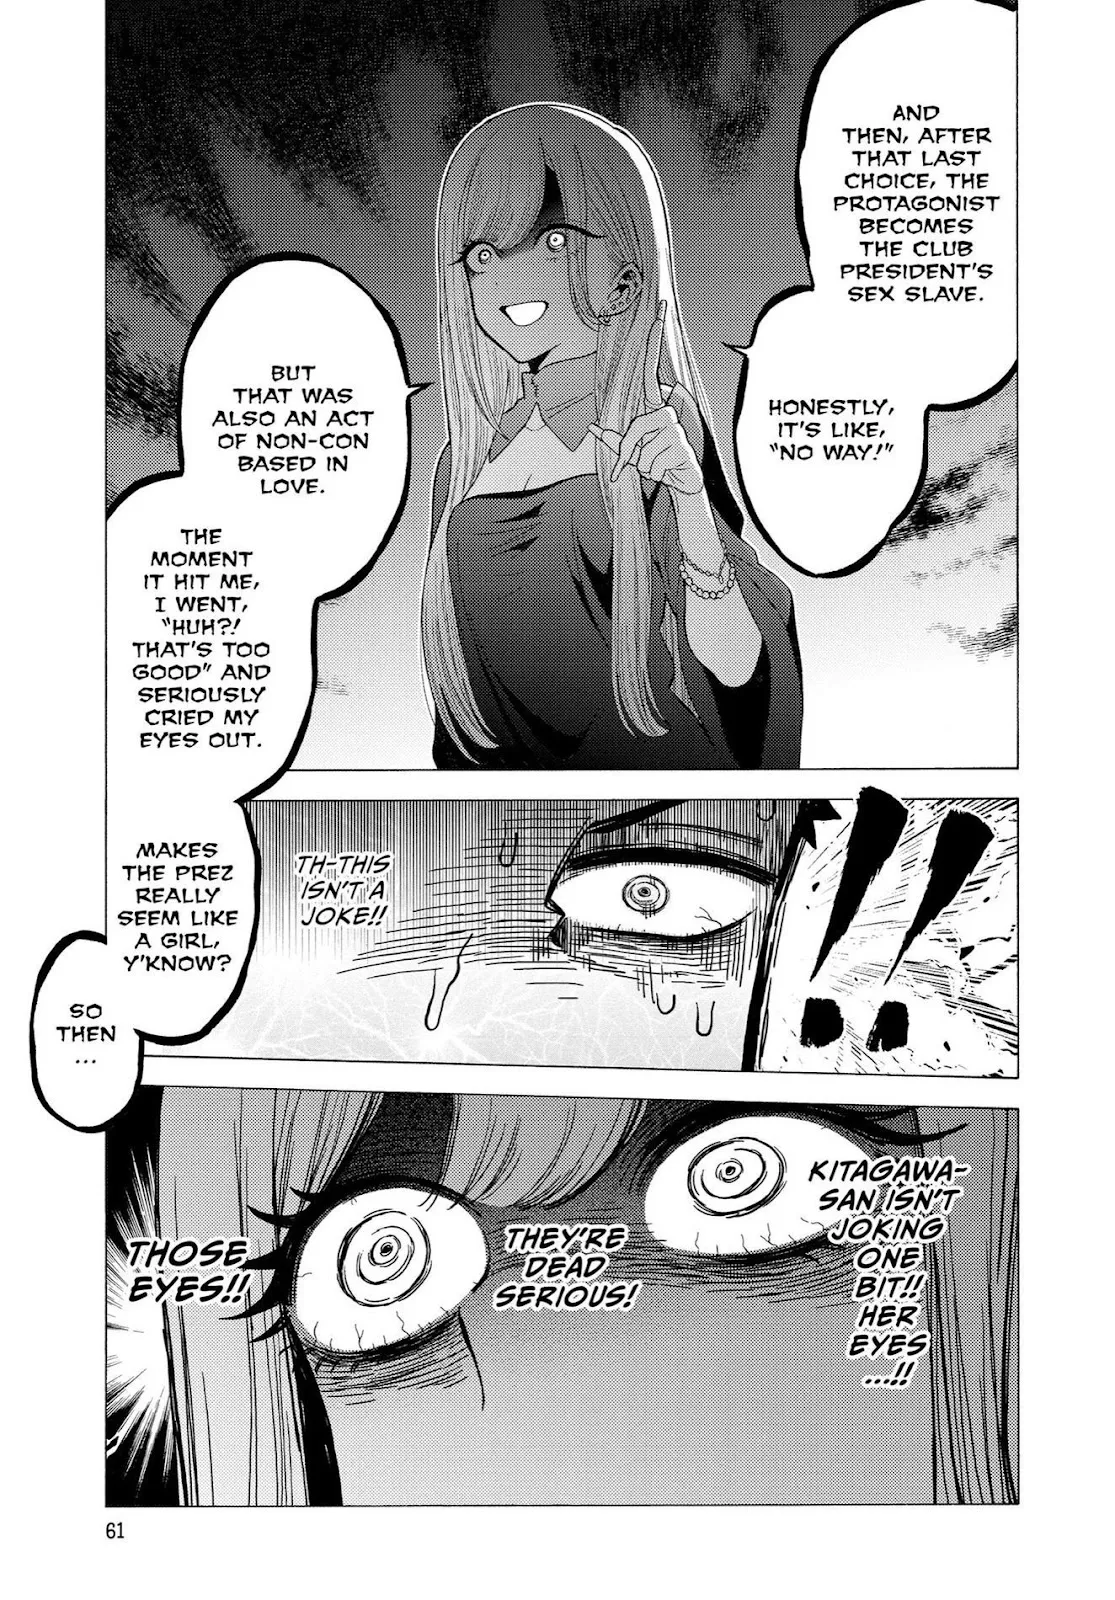 AND
THEN, AFTER
THAT LAST
CHOICE, THE
PROTAGONIST
BECOMES
THE CLUB
PRESIDENT'S
SEX SLAVE.
HONESTLY,
IT'S LIKE,
"NO WAY!"
BUT
THAT WAS
ALSO AN ACT
OF NON-CON
BASED IN
LOVE.
THE
MOMENT
IT HIT ME,
I WENT,
"HUH?!
THAT'S TOO
GOOD" AND
SERIOUSLY
CRIED MY
EYES OUT.
MAKES
THE PREZ
REALLY
SEEM LIKE
A GIRL,
Y'KNOW?
SO
THEN
...
!!
TH-THIS
ISN'T A
JOKE!!
KITAGAWA-
SAN ISN'T
JOKING
ONE
BIT!!
HER
EYES
...!!
THEY'RE
DEAD
SERIOUS!
THOSE
EYES!!
61